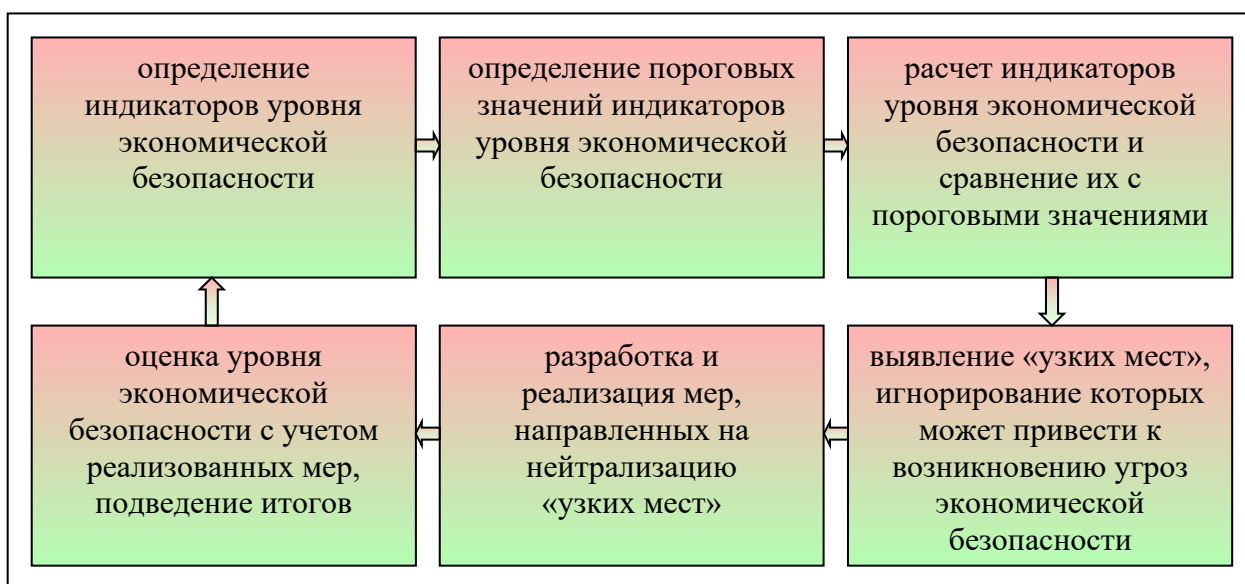 определение
индикаторов уровня
экономической
безопасности
определение пороговых
значений индикаторов
уровня экономической
безопасности
расчет индикаторов
уровня экономической
безопасности и
сравнение их с
пороговыми значениями
выявление «узких мест»,
игнорирование которых
может привести к
возникновению угроз
экономической
безопасности
разработка и
реализация мер,
направленных на
нейтрализацию
«узких мест»
оценка уровня
экономической
безопасности с учетом
реализованных мер,
подведение итогов